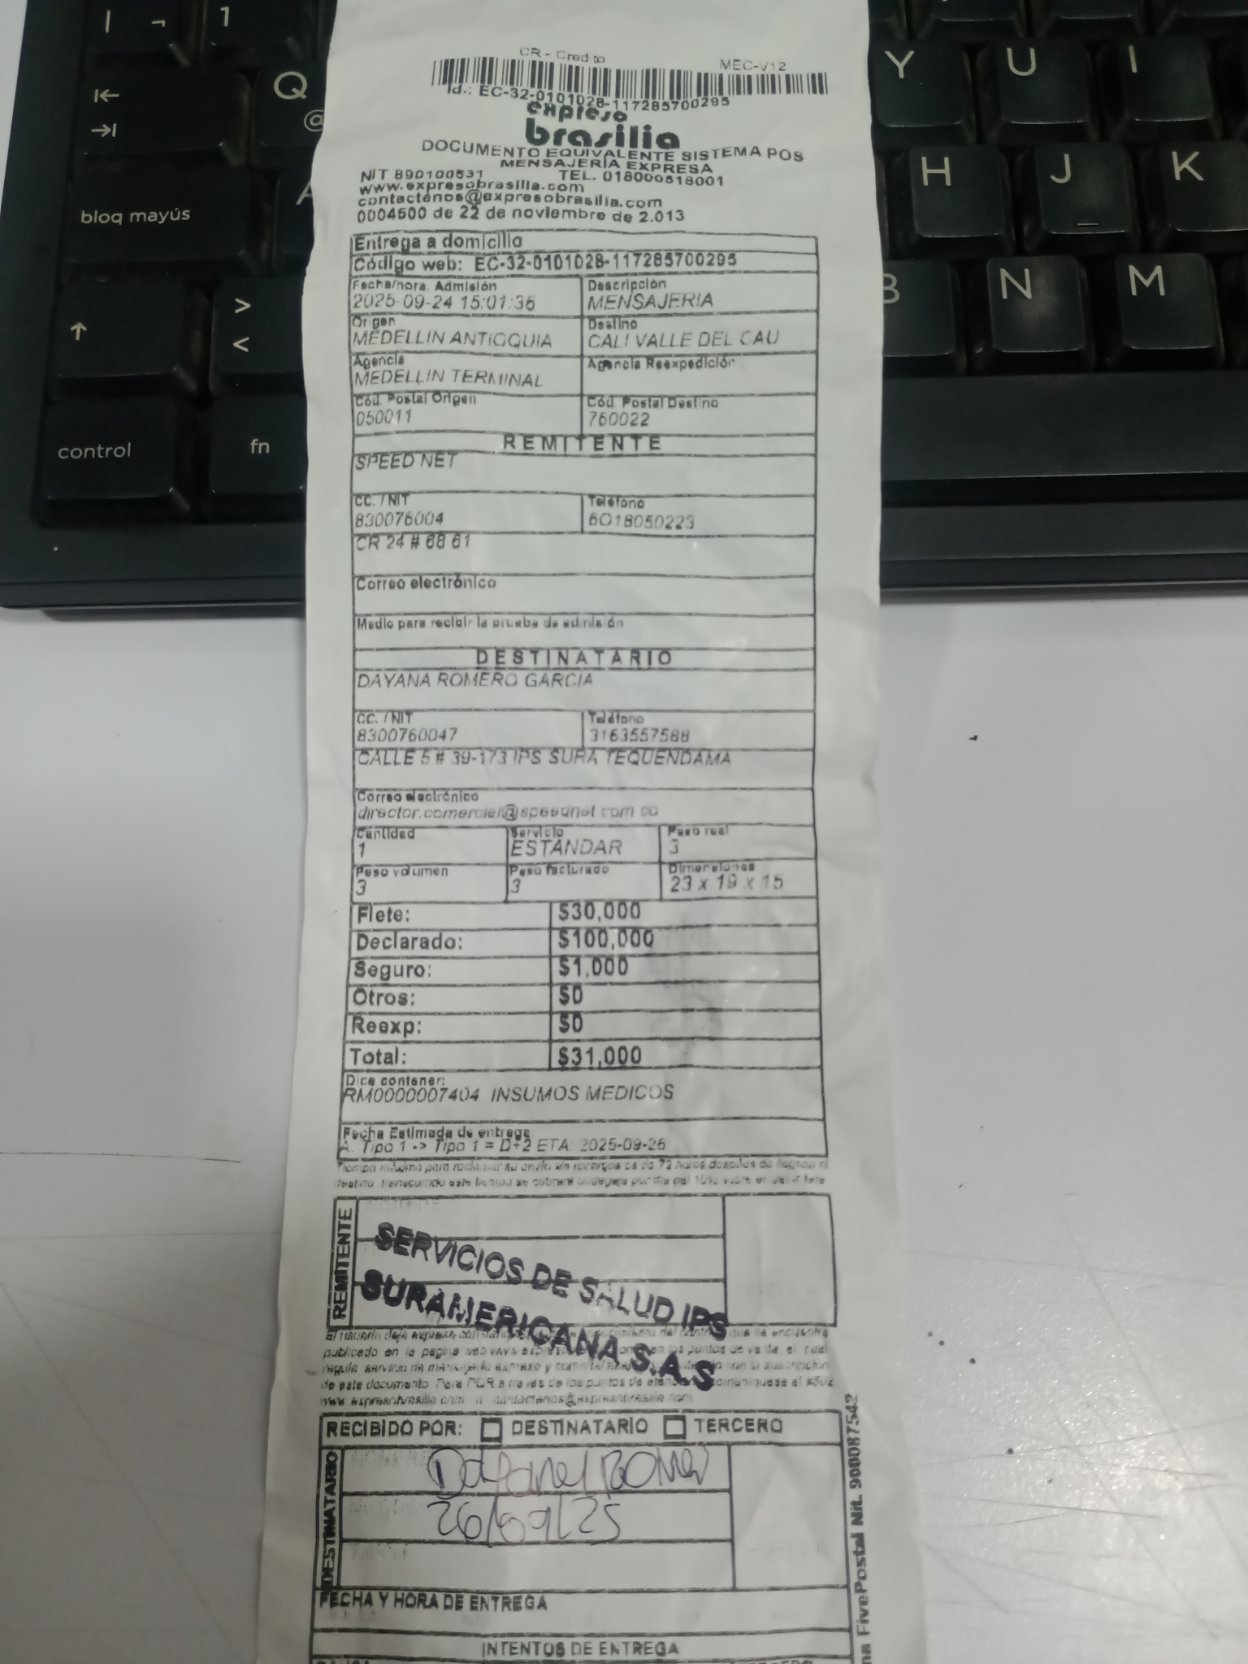 CR - Credito MEC-V12
Id.: EC-32-0101028-117285700295
expreso
brasilia
DOCUMENTO EQUIVALENTE SISTEMA POS
MENSAJERÍA EXPRESA
NIT 890100531 TEL. 018000518001
www.expresobrasilia.com
contactenos@expresobrasilia.com
0004500 de 22 de noviembre de 2.013
Entrega a domicilio
Código web: EC-32-0101028-117285700295
Fecha/hora Admisión Descripción
2025-09-24 15:01:36 MENSAJERIA
Origen Destino
MEDELLIN ANTIOQUIA CALI VALLE DEL CAU
Agencia Agencia Reexpedición
MEDELLIN TERMINAL
Cód. Postal Origen Cód. Postal Destino
050011 760022
REMITENTE
SPEED NET
CC. / NIT Teléfono
830076004 6018050223
CR 24 # 68 61
Correo electrónico
Medio para recibir la prueba de admisión
DESTINATARIO
DAYANA ROMERO GARCIA
CC. / NIT Teléfono
8300760047 3163557588
CALLE 5 # 39-173 IPS SURA TEQUENDAMA
Correo electrónico
Cantidad Servicio Peso real
1 ESTANDAR 3
Peso volumen Peso facturado Dimensiones
3 3 23 x 19 x 15
Flete: $30,000
Declarado: $100,000
Seguro: $1,000
Otros: $0
Reexp: $0
Total: $31,000
Dice contener:
RM0000007404 INSUMOS MEDICOS
Fecha Estimada de entrega
A. Tipo 1 -> Tipo 1 = D+2 ETA: 2025-09-26
REMITENTE
SERVICIOS DE SALUD IPS
SURAMERICANA S.A.S
RECIBIDO POR: DESTINATARIO TERCERO
DESTINATARIO
26/09/25
FECHA Y HORA DE ENTREGA
INTENTOS DE ENTREGA
FivePostal Nit. 900087542